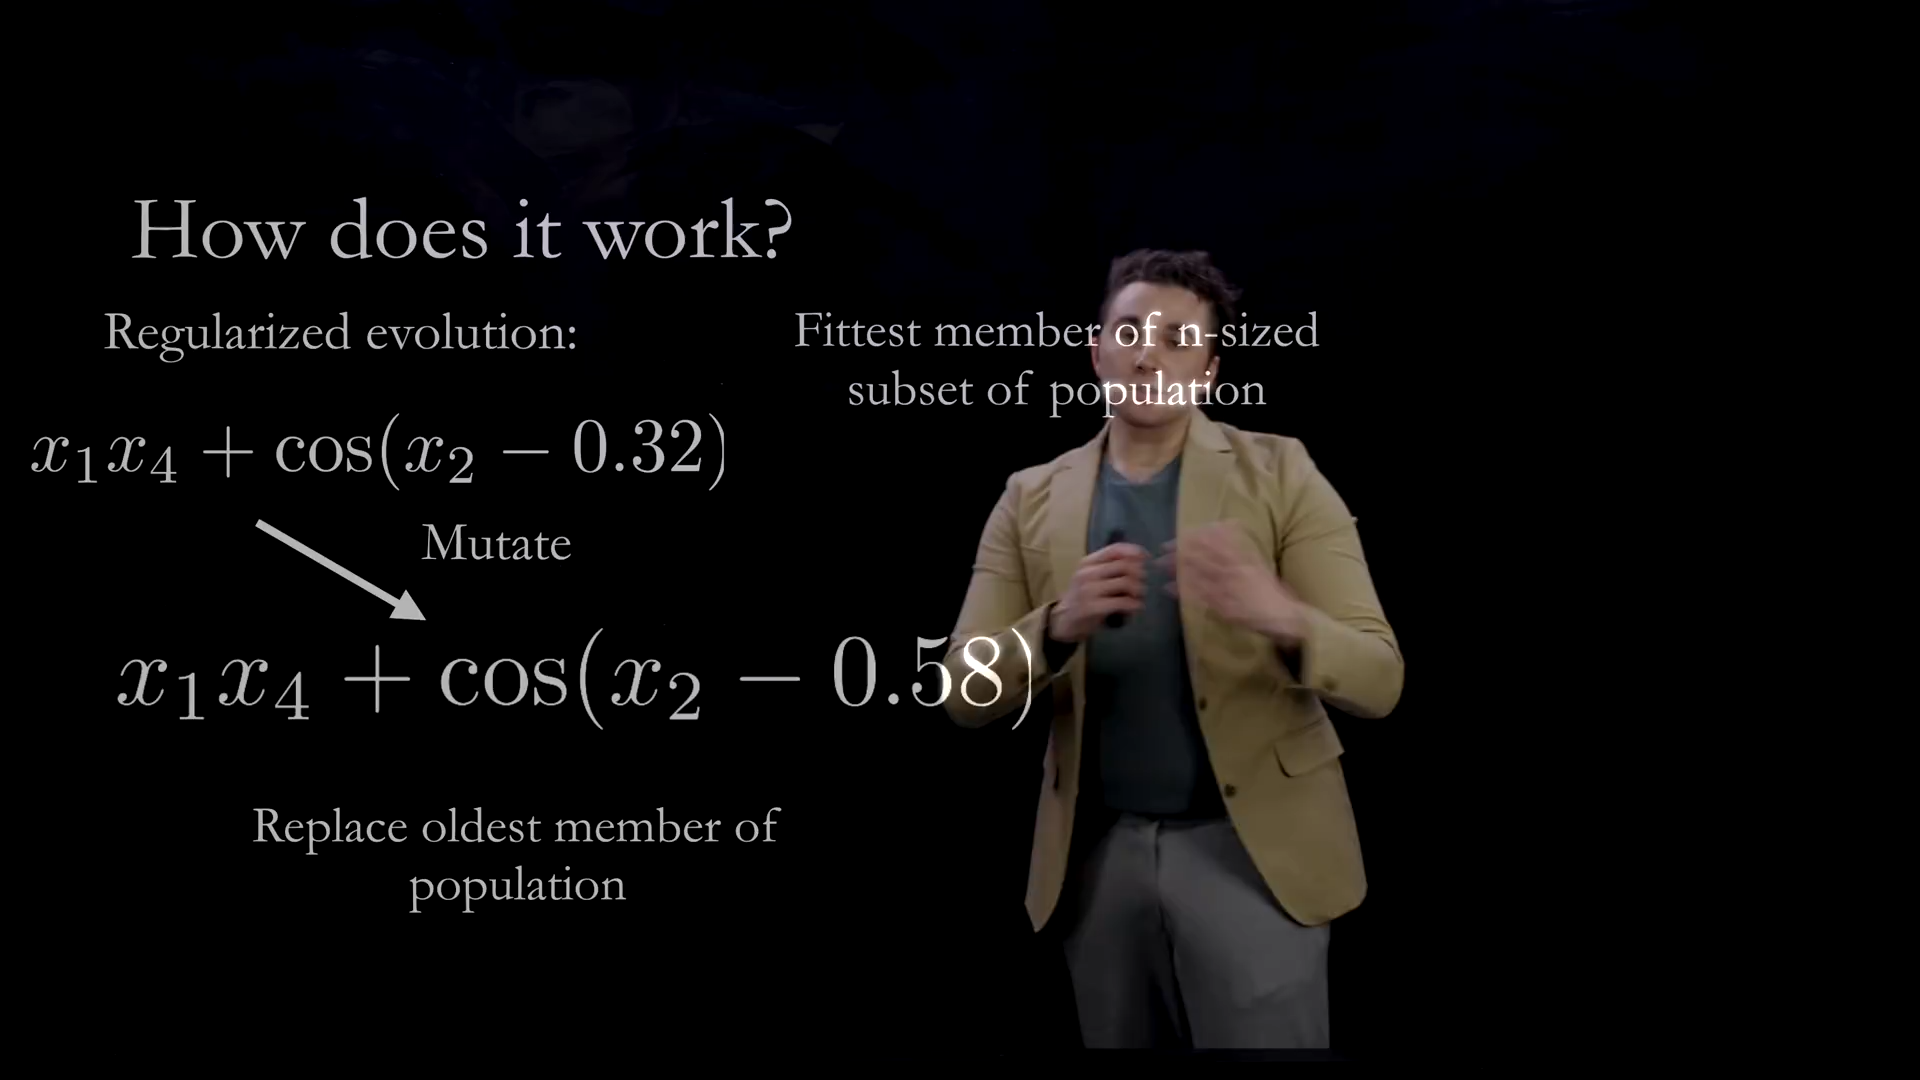 How does it work?
Regularized evolution:
Fittest member of n-sized
subset of population
x₁x₄ + cos(x₂ − 0.32)
Mutate
x₁x₄ + cos(x₂ − 0.58)
Replace oldest member of
population